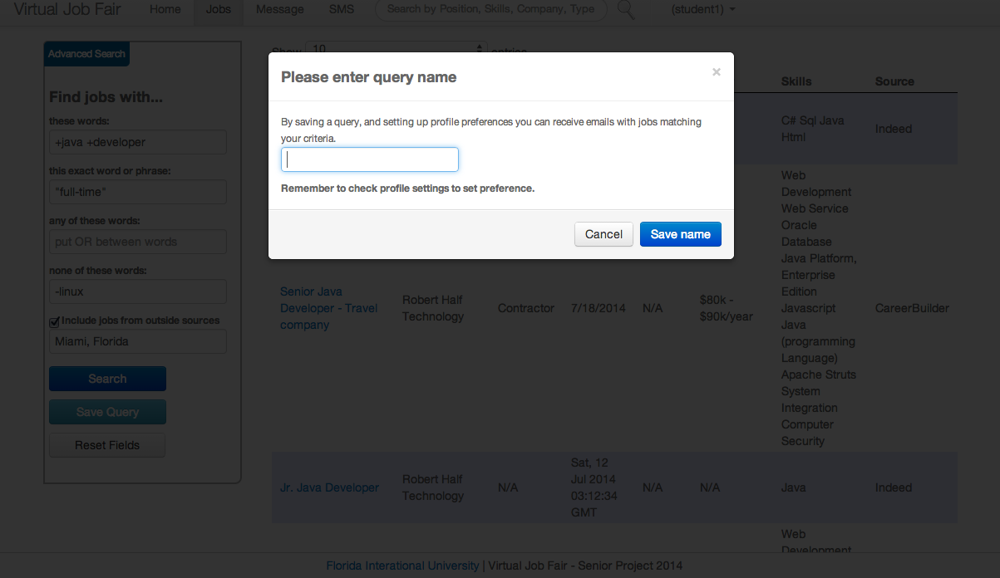 Virtual Job Fair Home Jobs Message SMS Search by Position, Skills, Company, Type (student1)
Advanced Search
Find jobs with...
these words:
+java +developer
this exact word or phrase:
"full-time"
any of these words:
put OR between words
none of these words:
-linux
Include jobs from outside sources
Miami, Florida
Search
Save Query
Reset Fields
Show 10 entries
Please enter query name ×
By saving a query, and setting up profile preferences you can receive emails with jobs matching
your criteria.
Remember to check profile settings to set preference.
Cancel Save name
Skills Source
C# Sql Java
Html
Indeed
Senior Java
Developer - Travel
company
Robert Half
Technology
Contractor
7/18/2014
N/A
$80k -
$90k/year
Web
Development
Web Service
Oracle
Database
Java Platform,
Enterprise
Edition
Javascript
Java
(programming
Language)
Apache Struts
System
Integration
Computer
Security
CareerBuilder
Jr. Java Developer
Robert Half
Technology
N/A
Sat, 12
Jul 2014
03:12:34
GMT
N/A
N/A
Java
Indeed
Web
Development
Florida Interational University | Virtual Job Fair - Senior Project 2014